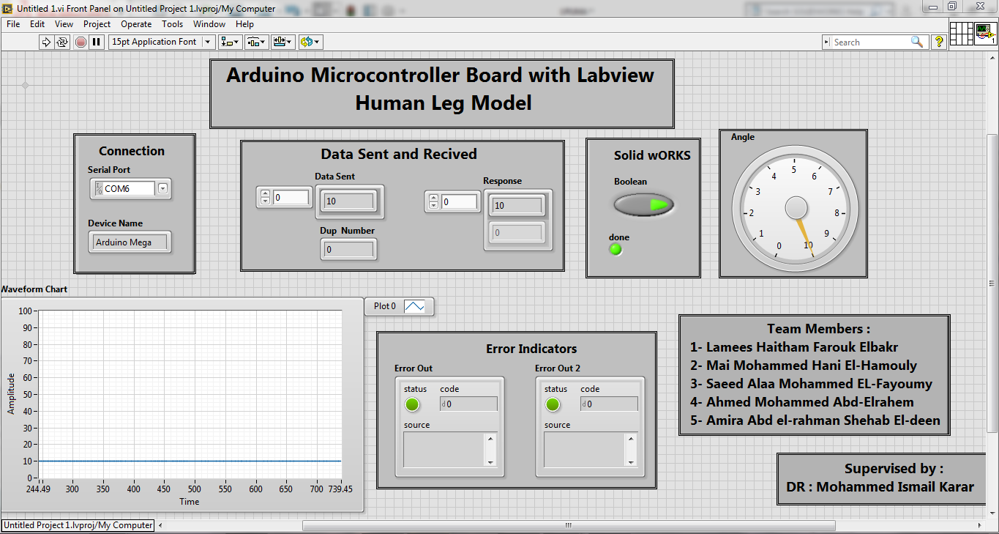 Untitled 1.vi Front Panel on Untitled Project 1.lvproj/My Computer
File Edit View Project Operate Tools Window Help
15pt Application Font
Search
?
1
Arduino Microcontroller Board with Labview
Human Leg Model
Connection
Serial Port
I/O COM6
Device Name
Arduino Mega
Data Sent and Recived
Data Sent
0
10
Dup Number
0
Response
0
10
0
Solid wORKS
Boolean
done
Angle
0 1 2 3 4 5 6 7 8 9 10
Waveform Chart
Plot 0
Amplitude
100
90
80
70
60
50
40
30
20
10
0
244.49 300 350 400 450 500 550 600 650 700 739.45
Time
Error Indicators
Error Out
status code
d 0
source
Error Out 2
status code
d 0
source
Team Members :
1- Lamees Haitham Farouk Elbakr
2- Mai Mohammed Hani El-Hamouly
3- Saeed Alaa Mohammed EL-Fayoumy
4- Ahmed Mohammed Abd-Elrahem
5- Amira Abd el-rahman Shehab El-deen
Supervised by :
DR : Mohammed Ismail Karar
Untitled Project 1.lvproj/My Computer